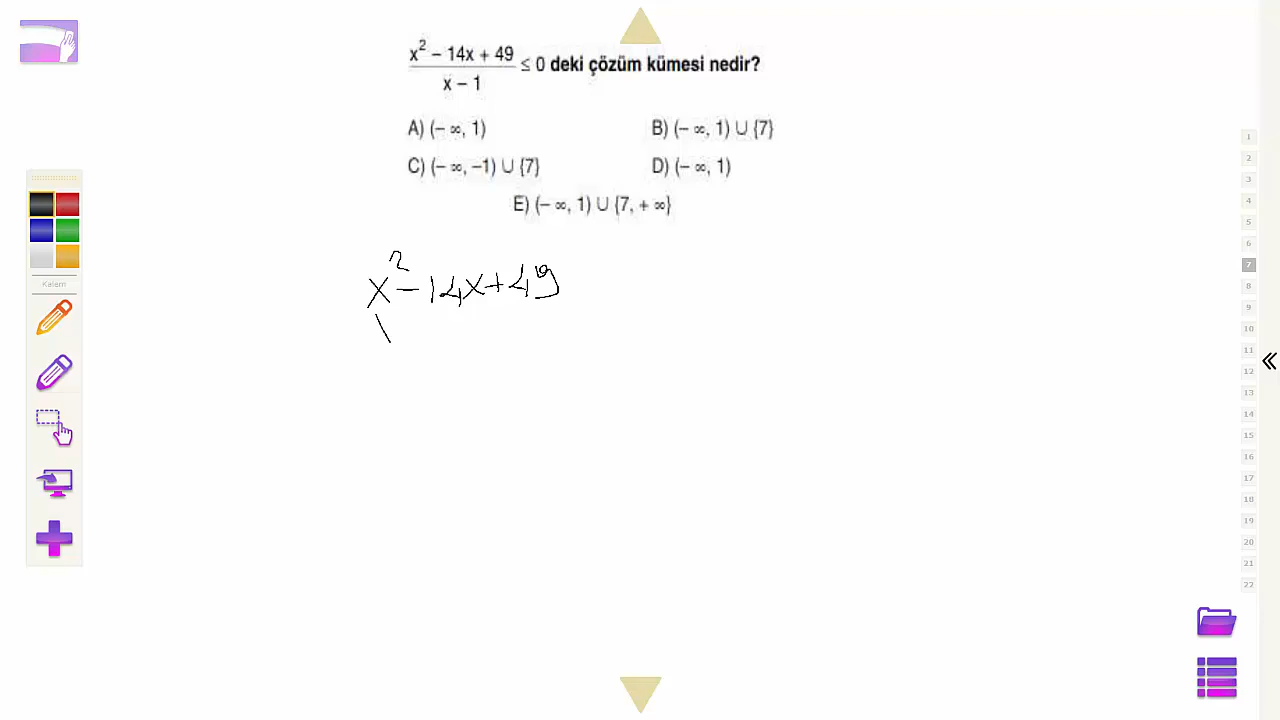 x² − 14x + 49
x − 1
≤ 0 deki çözüm kümesi nedir?
A) (− ∞, 1)
B) (− ∞, 1) ∪ {7}
C) (− ∞, −1) ∪ {7}
D) (− ∞, 1)
E) (− ∞, 1) ∪ {7, + ∞}
x² − 14x + 49
Kalem
1
2
3
4
5
6
7
8
9
10
11
12
13
14
15
16
17
18
19
20
21
22